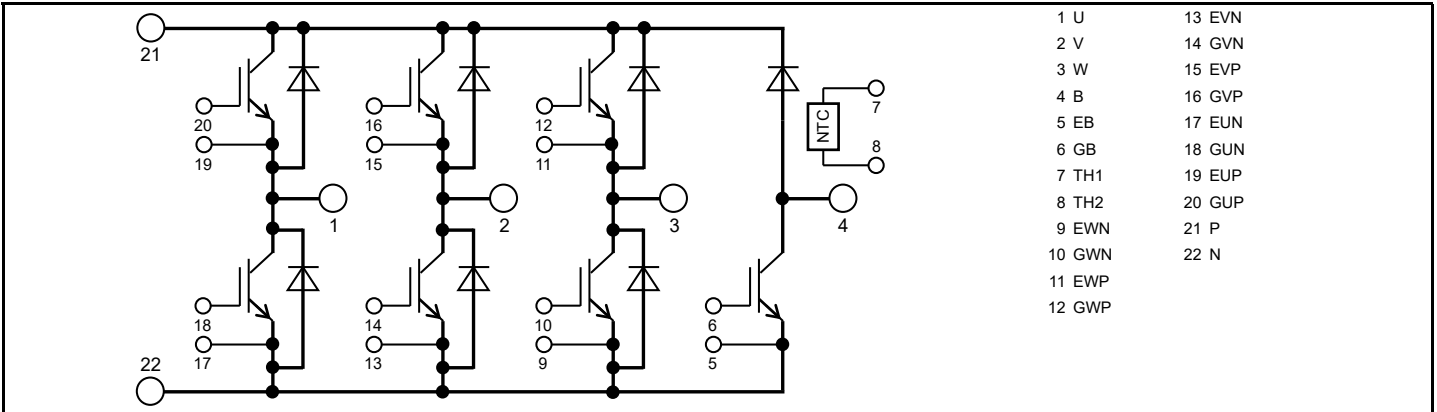 21
20
19
16
15
12
11
NTC
7
8
1
2
3
4
18
17
14
13
10
9
6
5
22
1 U
2 V
3 W
4 B
5 EB
6 GB
7 TH1
8 TH2
9 EWN
10 GWN
11 EWP
12 GWP
13 EVN
14 GVN
15 EVP
16 GVP
17 EUN
18 GUN
19 EUP
20 GUP
21 P
22 N